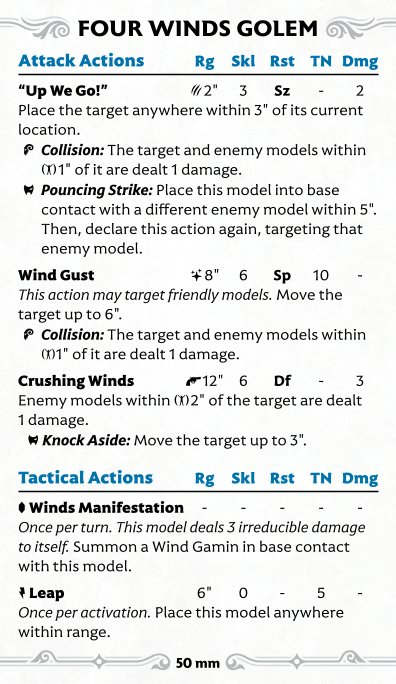 FOUR WINDS GOLEM
Attack Actions Rg Skl Rst TN Dmg
“Up We Go!” 2" 3 Sz - 2
Place the target anywhere within 3" of its current
location.
Collision: The target and enemy models within
1" of it are dealt 1 damage.
Pouncing Strike: Place this model into base
contact with a different enemy model within 5".
Then, declare this action again, targeting that
enemy model.
Wind Gust 8" 6 Sp 10 -
This action may target friendly models. Move the
target up to 6".
Collision: The target and enemy models within
1" of it are dealt 1 damage.
Crushing Winds 12" 6 Df - 3
Enemy models within 2" of the target are dealt
1 damage.
Knock Aside: Move the target up to 3".
Tactical Actions Rg Skl Rst TN Dmg
Winds Manifestation - - - - -
Once per turn. This model deals 3 irreducible damage
to itself. Summon a Wind Gamin in base contact
with this model.
Leap 6" 0 - 5 -
Once per activation. Place this model anywhere
within range.
50 mm